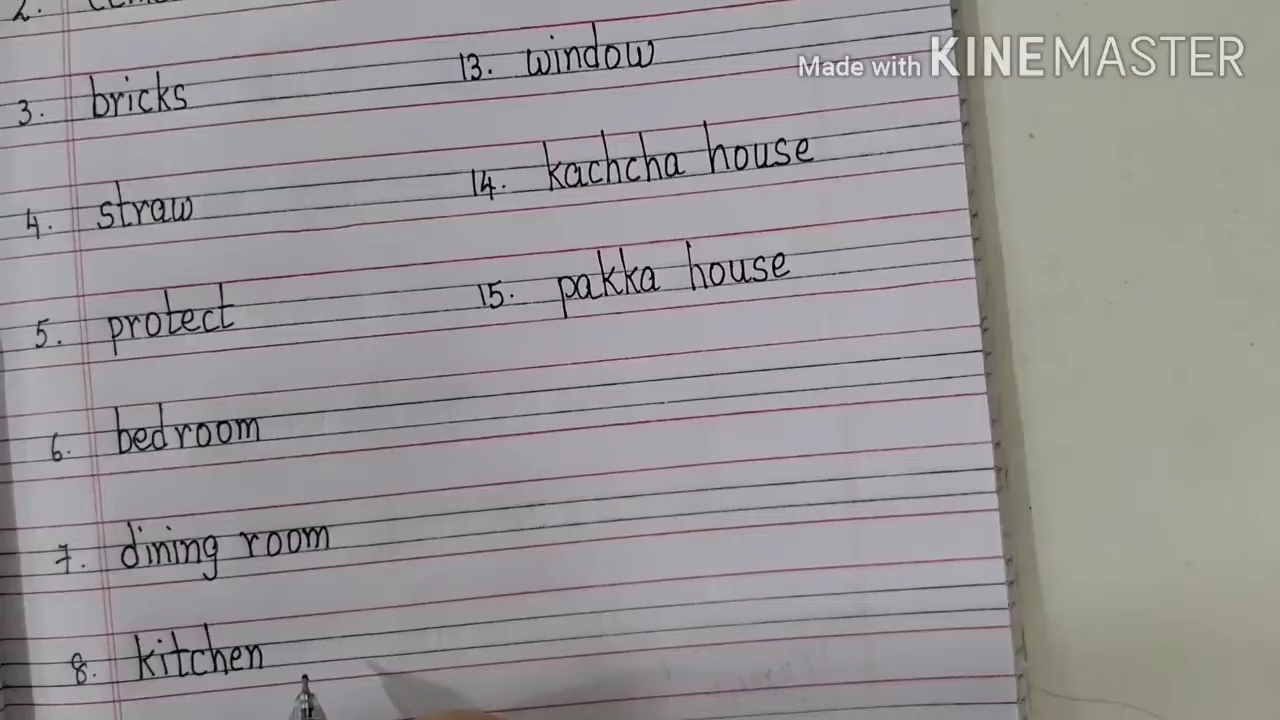 2.
3. bricks
4. straw
5. protect
6. bedroom
7. dining room
8. kitchen
13. window
14. kachcha house
15. pakka house
Made with KINEMASTER